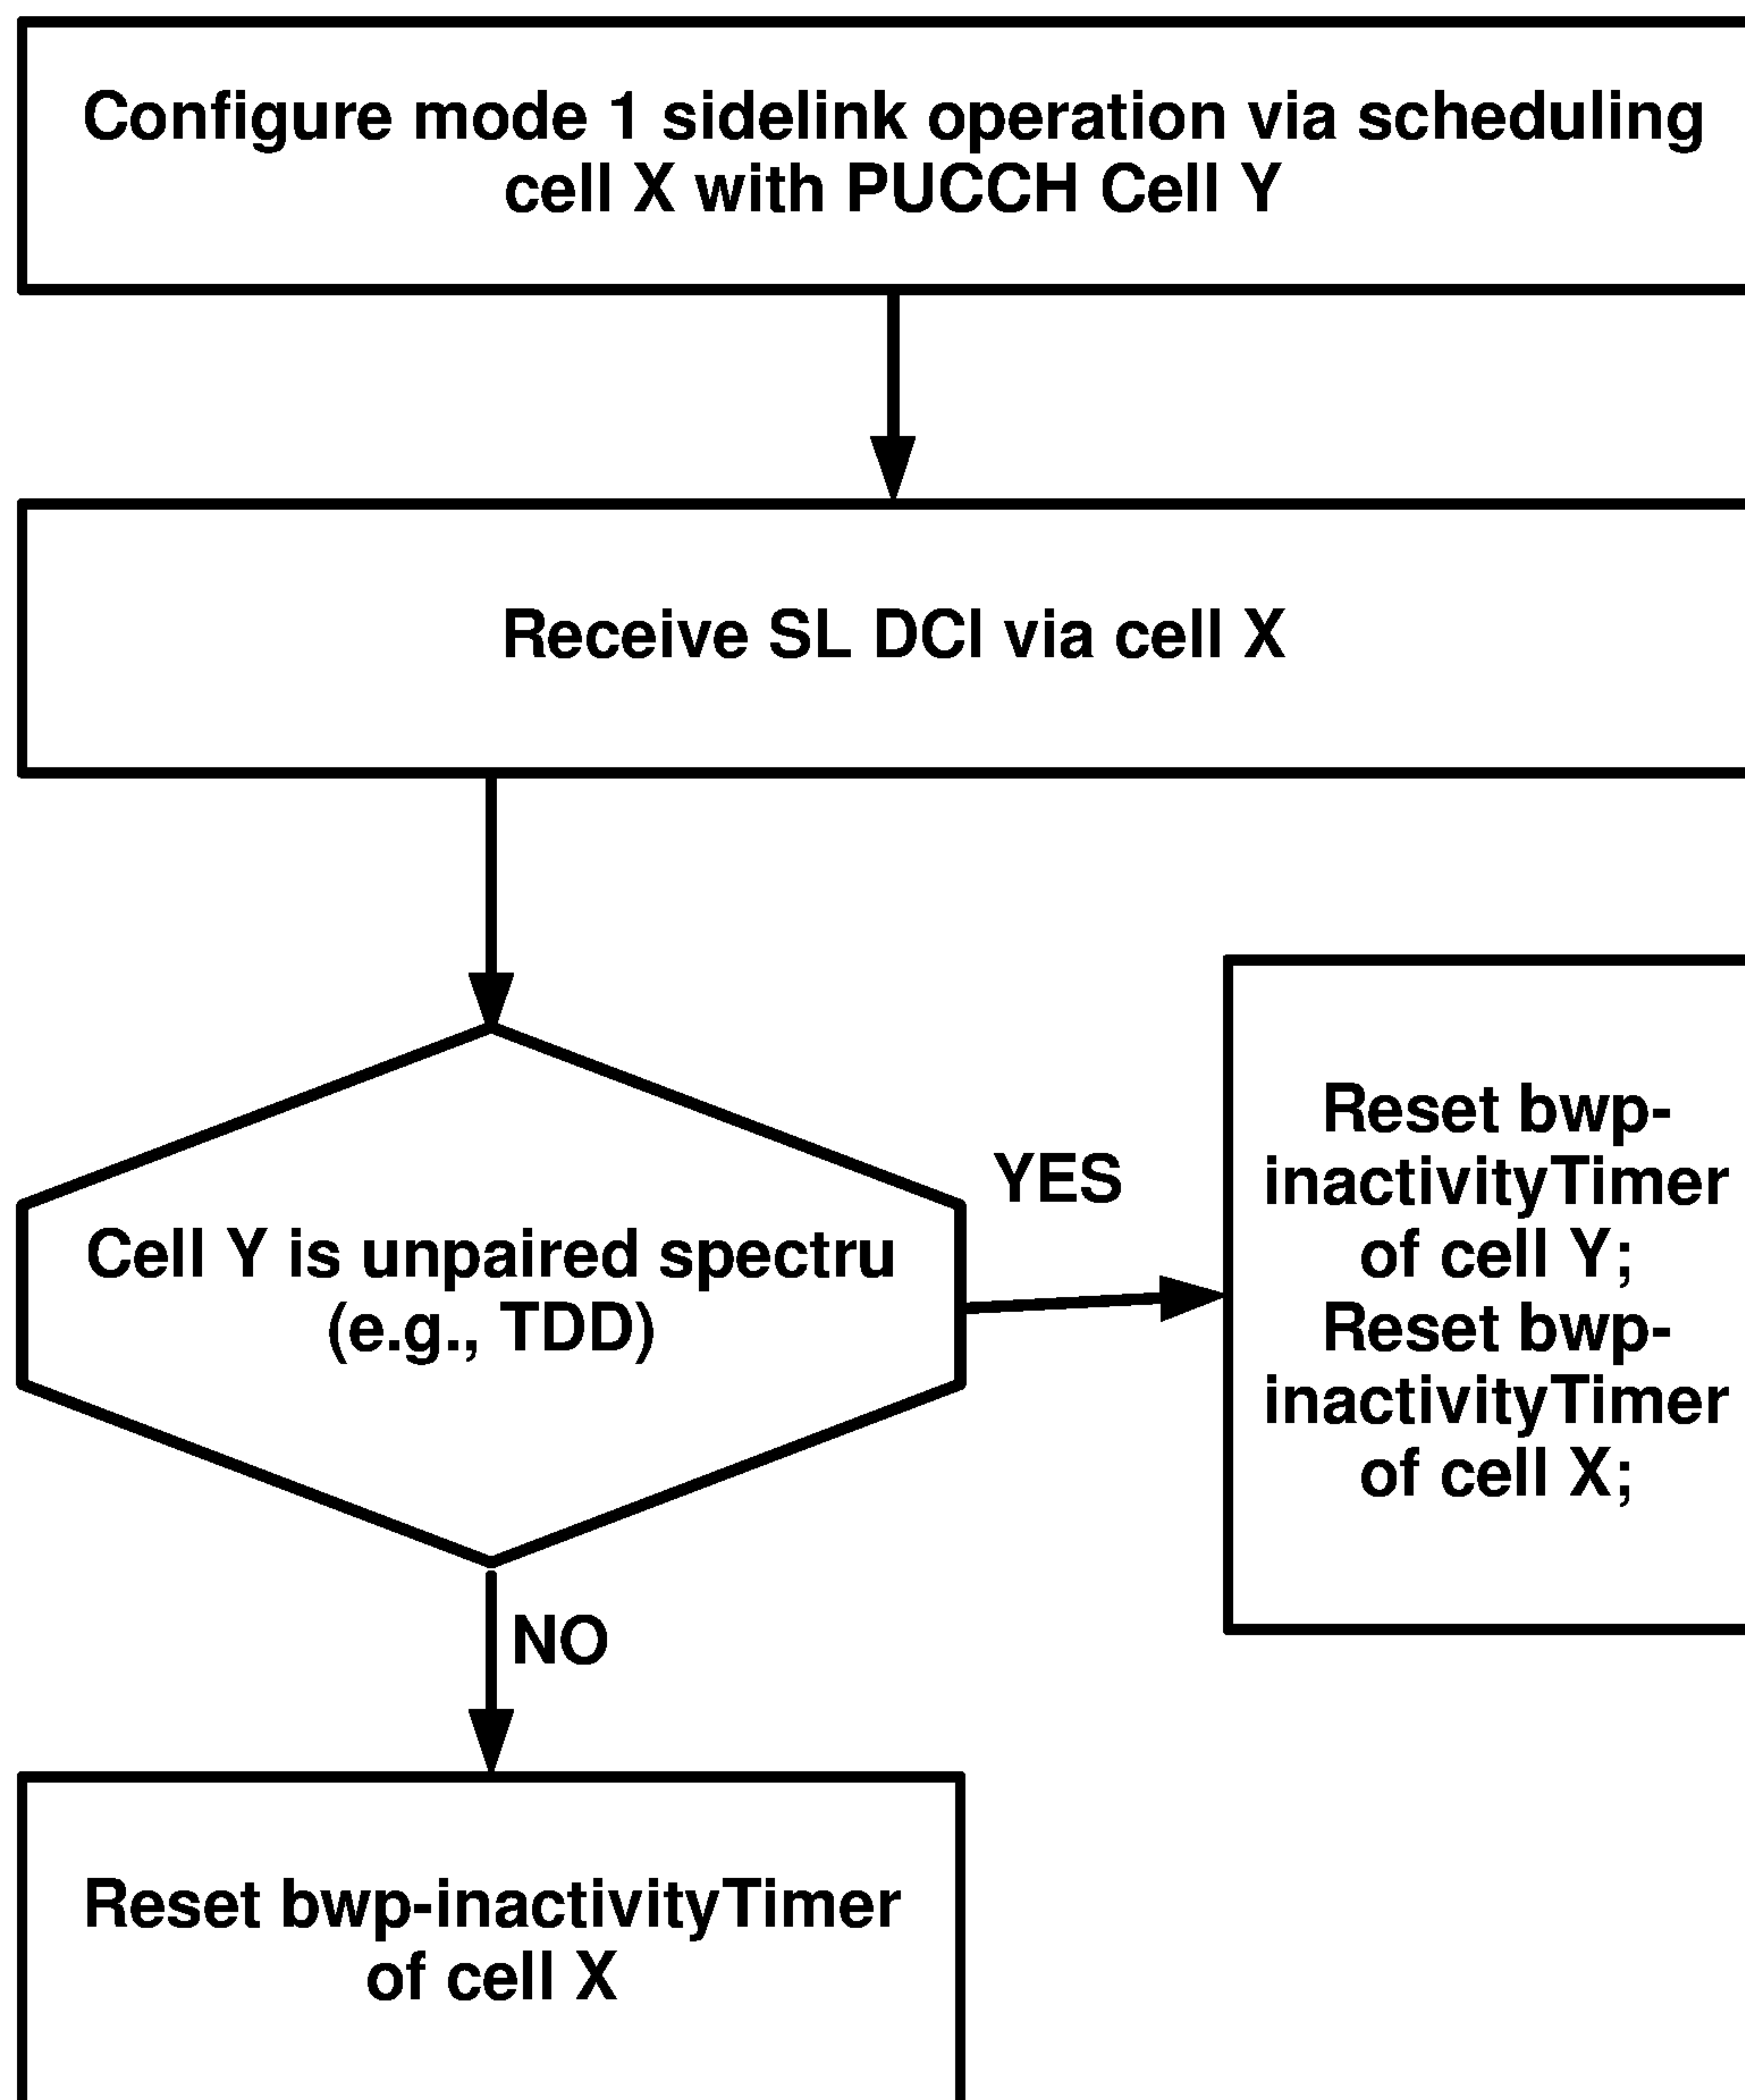 Configure mode 1 sidelink operation via scheduling
cell X with PUCCH Cell Y
Receive SL DCI via cell X
Cell Y is unpaired spectru
(e.g., TDD)
YES
Reset bwp-
inactivityTimer
of cell Y;
Reset bwp-
inactivityTimer
of cell X;
NO
Reset bwp-inactivityTimer
of cell X